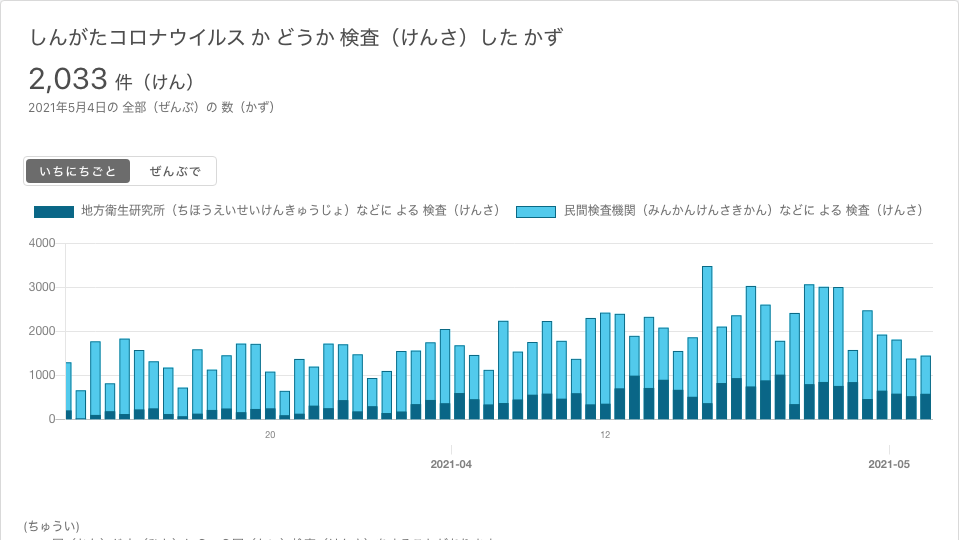 しんがたコロナウイルス か どうか 検査（けんさ）した かず
2,033 件（けん）
2021年5月4日の 全部（ぜんぶ）の 数（かず）
いちにちごと ぜんぶで
地方衛生研究所（ちほうえいせいけんきゅうじょ）などに よる 検査（けんさ） 民間検査機関（みんかんけんさきかん）などに よる 検査（けんさ）
4000
3000
2000
1000
0
20 12
2021-04 2021-05
(ちゅうい)